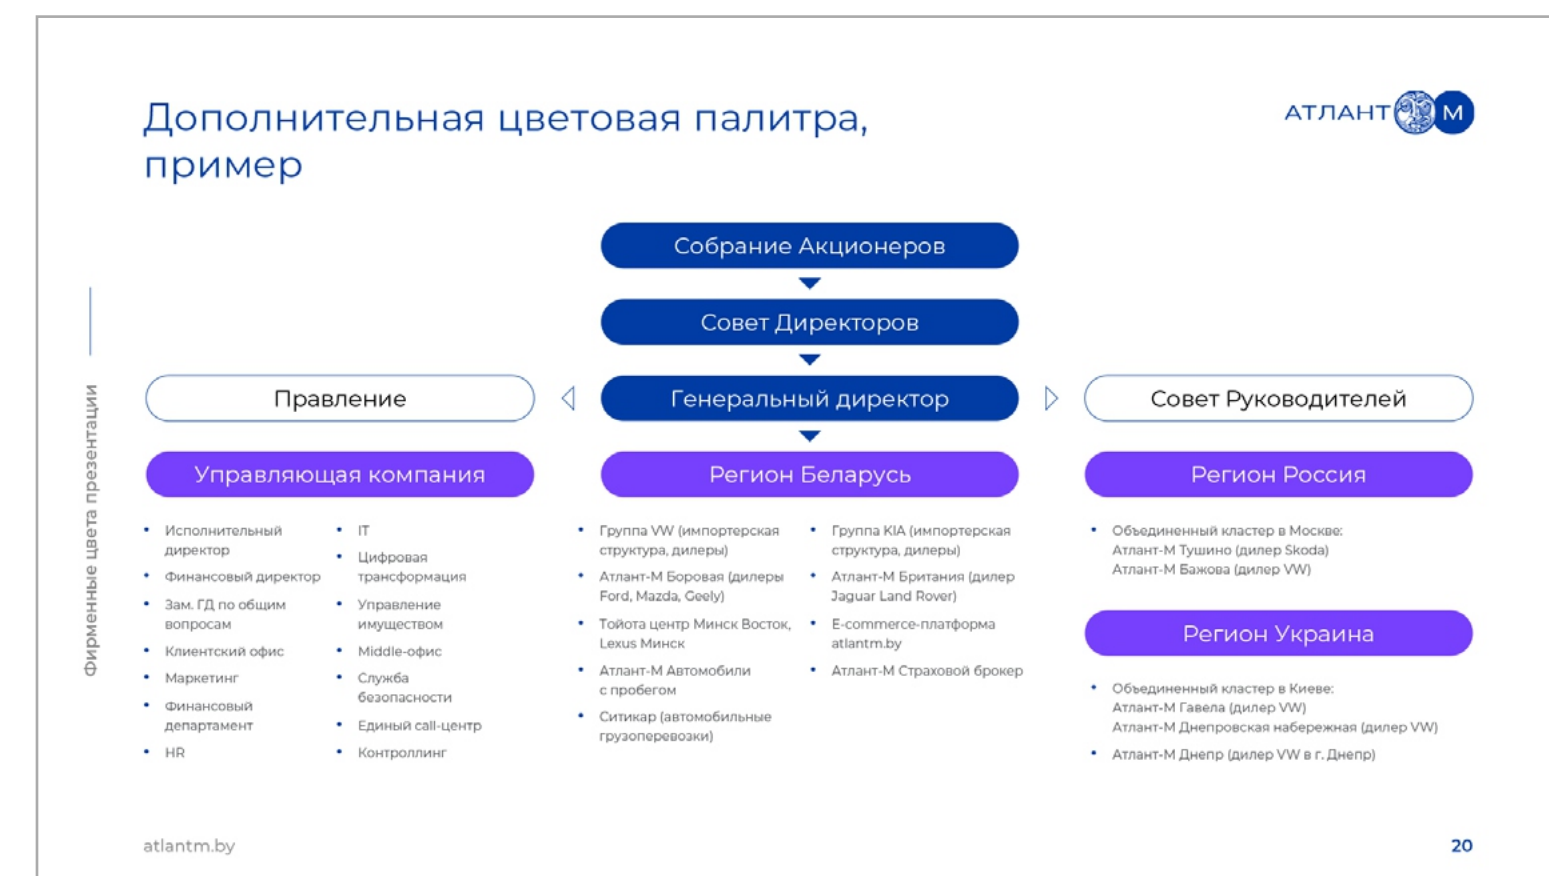 Дополнительная цветовая палитра,
пример
АТЛАНТ М
Собрание Акционеров
Совет Директоров
Правление
Генеральный директор
Совет Руководителей
Фирменные цвета презентации
Управляющая компания
Исполнительный
директор
Финансовый директор
Зам. ГД по общим
вопросам
Клиентский офис
Маркетинг
Финансовый
департамент
HR
IT
Цифровая
трансформация
Управление
имуществом
Middle-офис
Служба
безопасности
Единый call-центр
Контроллинг
Регион Беларусь
Группа VW (импортерская
структура, дилеры)
Атлант-М Боровая (дилеры
Ford, Mazda, Geely)
Тойота центр Минск Восток,
Lexus Минск
Атлант-М Автомобили
с пробегом
Ситикар (автомобильные
грузоперевозки)
Группа KIA (импортерская
структура, дилеры)
Атлант-М Британия (дилер
Jaguar Land Rover)
E-commerce-платформа
atlantm.by
Атлант-М Страховой брокер
Регион Россия
Объединенный кластер в Москве:
Атлант-М Тушино (дилер Skoda)
Атлант-М Бажова (дилер VW)
Регион Украина
Объединенный кластер в Киеве:
Атлант-М Гавела (дилер VW)
Атлант-М Днепровская набережная (дилер VW)
Атлант-М Днепр (дилер VW в г. Днепр)
atlantm.by
20